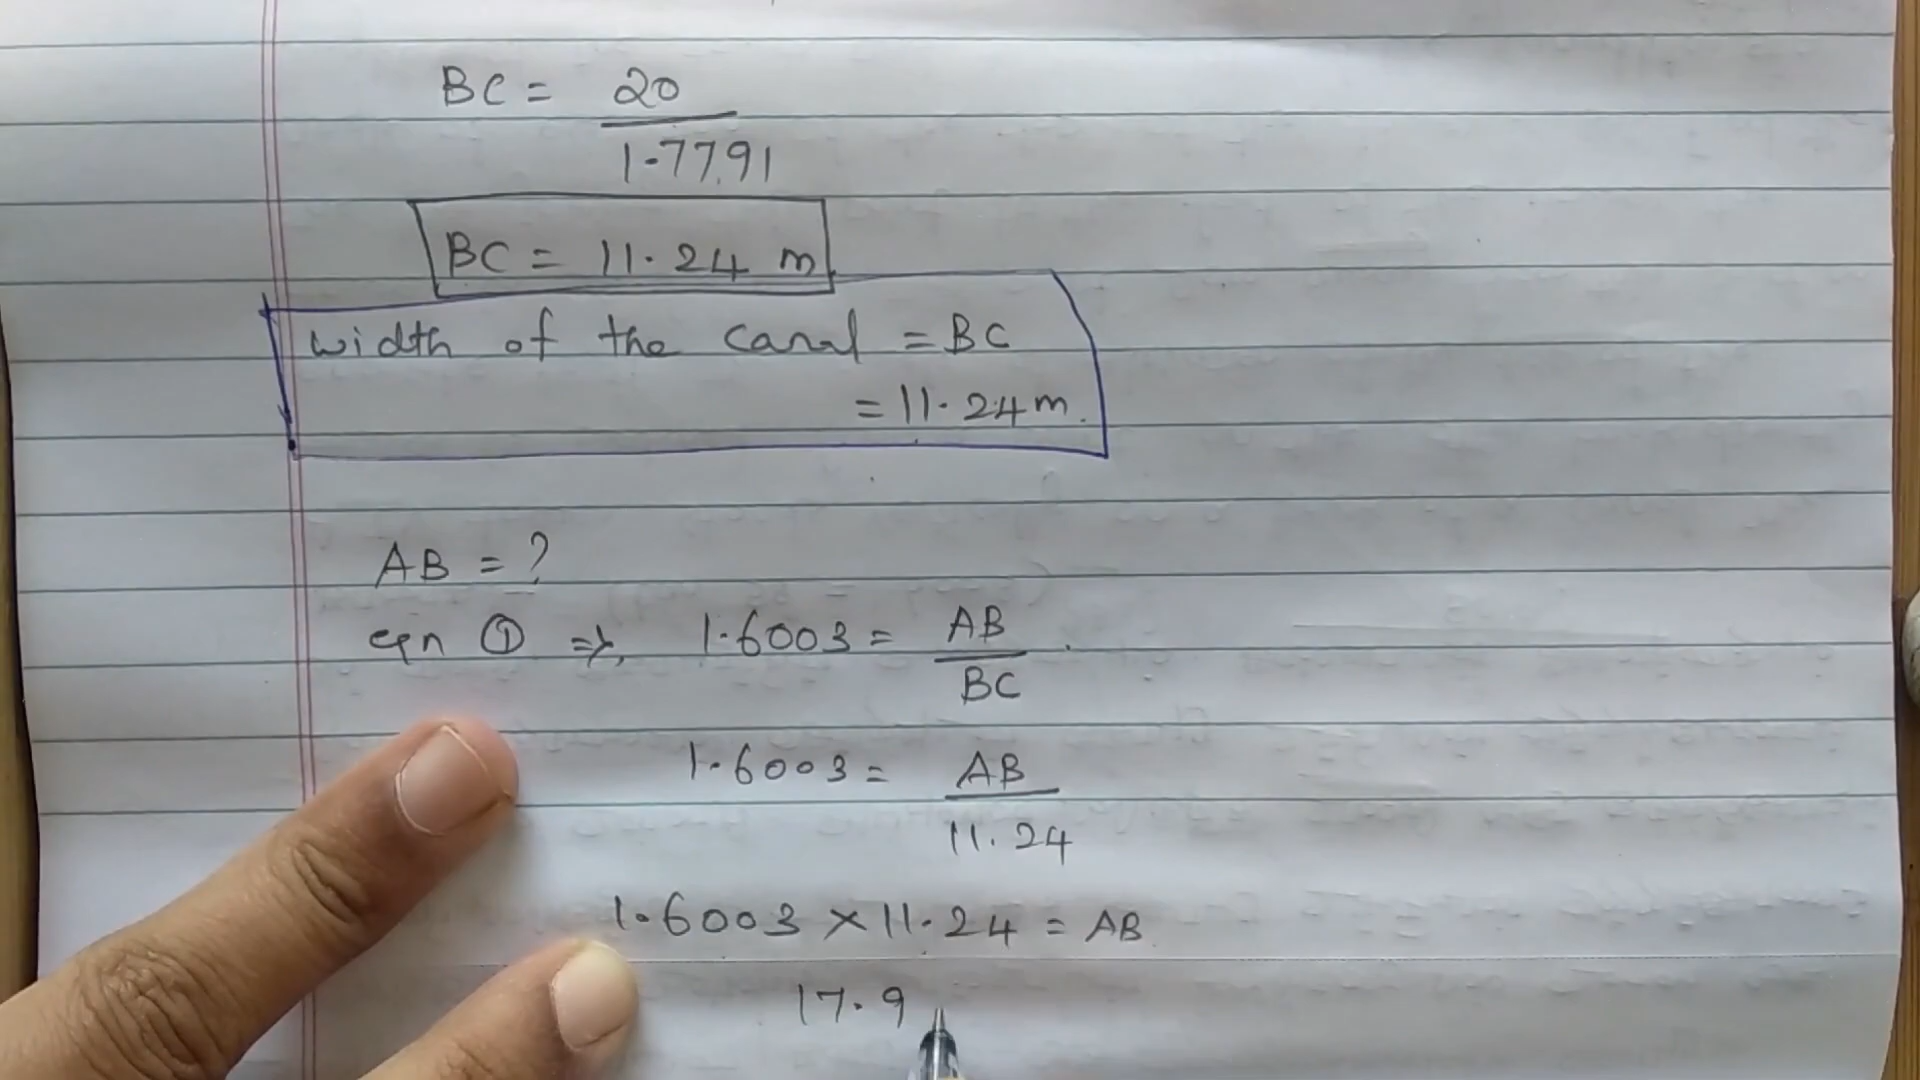 BC = 20
1.7791
BC = 11.24 m
width of the canal = BC
= 11.24m.
AB = ?
eqn ① ⇒, 1.6003 = AB
BC
1.6003 = AB
11.24
1.6003 × 11.24 = AB
17.9